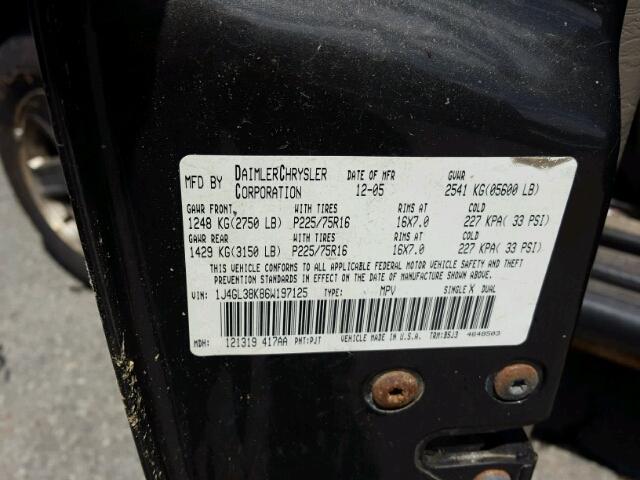 MFD BY DAIMLERCHRYSLER CORPORATION DATE OF MFR 12-05 GVWR 2541 KG(05600 LB)
GAWR FRONT WITH TIRES RIMS AT COLD
1248 KG(2750 LB) P225/75R16 16X7.0 227 KPA( 33 PSI)
GAWR REAR WITH TIRES RIMS AT COLD
1429 KG(3150 LB) P225/75R16 16X7.0 227 KPA( 33 PSI)
THIS VEHICLE CONFORMS TO ALL APPLICABLE FEDERAL MOTOR VEHICLE SAFETY AND THEFT
PREVENTION STANDARDS IN EFFECT ON THE DATE OF MANUFACTURE SHOWN ABOVE.
VIN: 1J4GL38K86W197125 TYPE: MPV SINGLE X DUAL
MDH: 121319 417AA PNT:PJT VEHICLE MADE IN U.S.A. TRM:B5J3 4648503